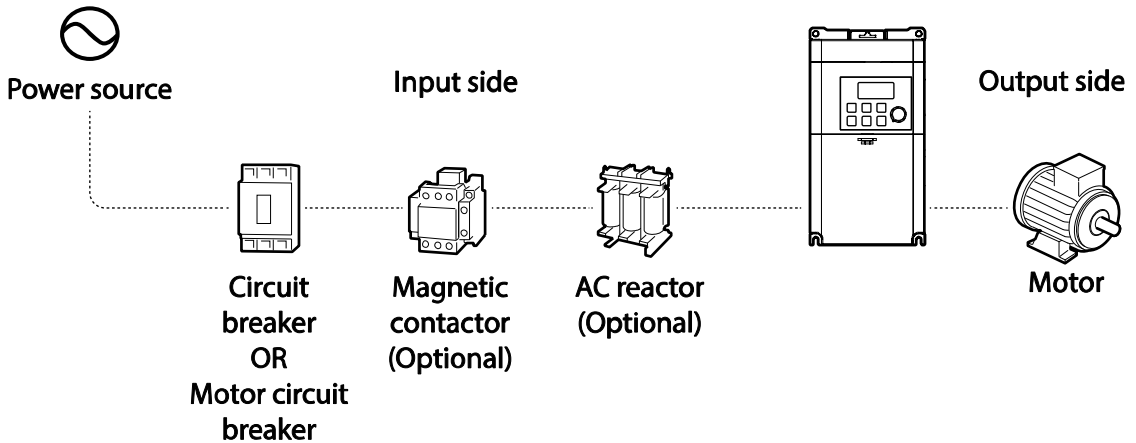 Power source
Input side
Output side
Circuit
breaker
OR
Motor circuit
breaker
Magnetic
contactor
(Optional)
AC reactor
(Optional)
Motor